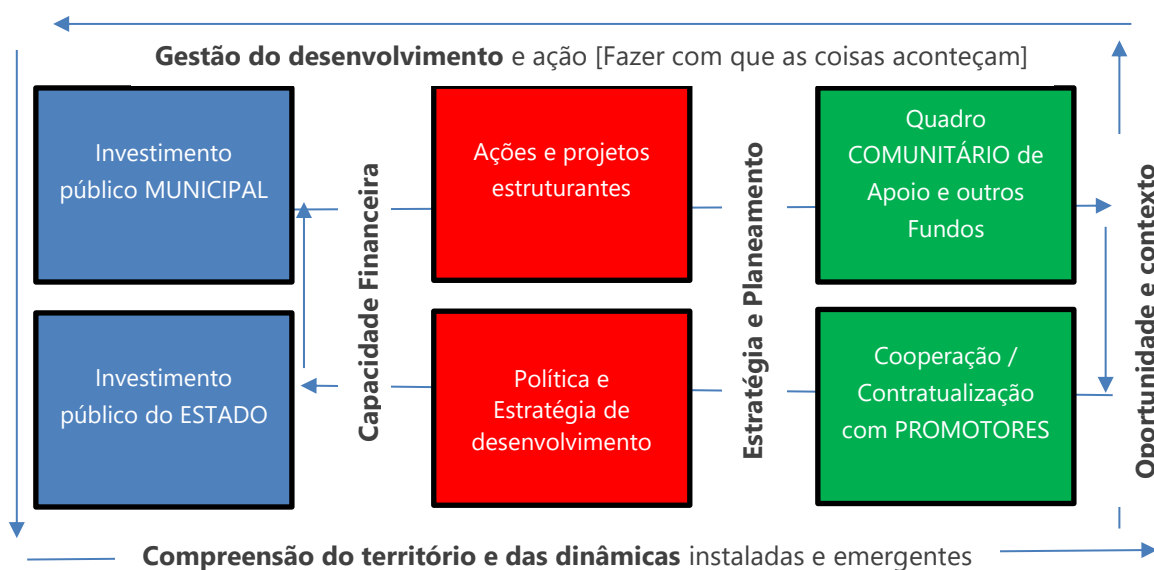 Gestão do desenvolvimento e ação [Fazer com que as coisas aconteçam]
Investimento
público MUNICIPAL
Capacidade Financeira
Ações e projetos
estruturantes
Estratégia e Planeamento
Quadro
COMUNITÁRIO de
Apoio e outros
Fundos
Oportunidade e contexto
Investimento
público do ESTADO
Política e
Estratégia de
desenvolvimento
Cooperação /
Contratualização
com PROMOTORES
Compreensão do território e das dinâmicas instaladas e emergentes